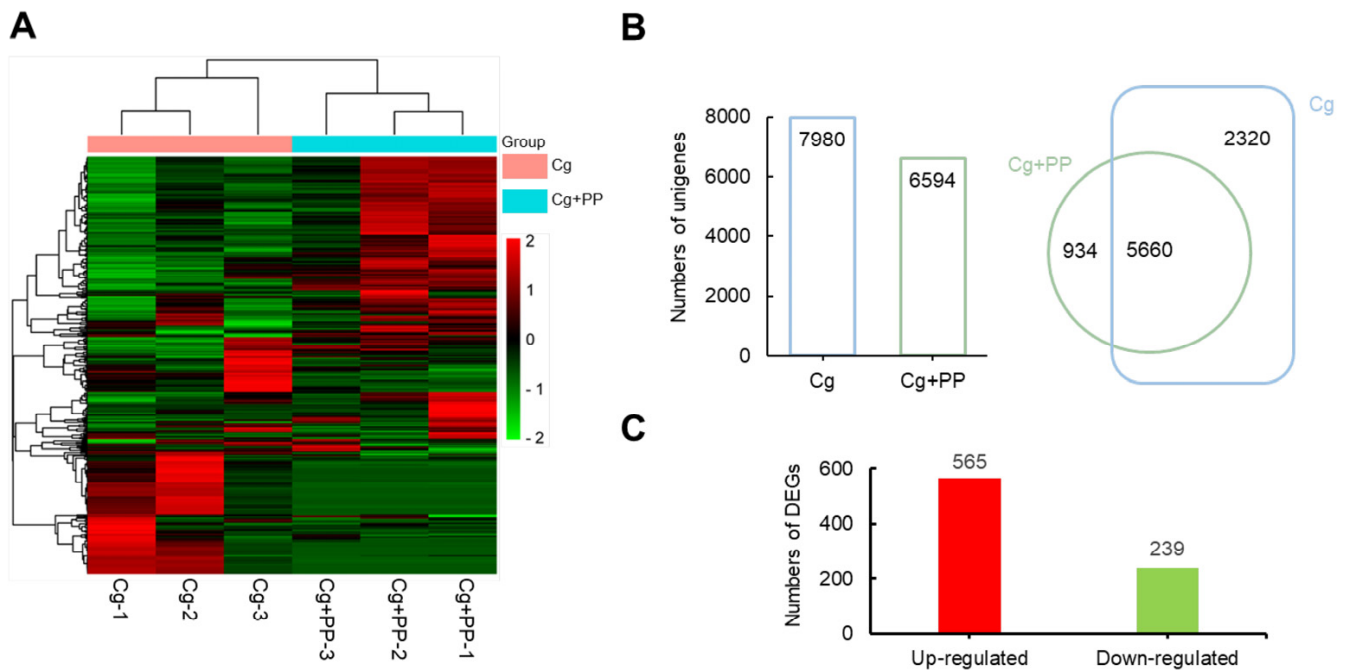 A
Group
Cg
Cg+PP
2
1
0
- 1
- 2
Cg-1
Cg-2
Cg-3
Cg+PP-3
Cg+PP-2
Cg+PP-1
B
Numbers of unigenes
8000
6000
4000
2000
0
7980
6594
Cg
Cg+PP
Cg
2320
Cg+PP
934
5660
C
Numbers of DEGs
600
400
200
0
565
239
Up-regulated
Down-regulated